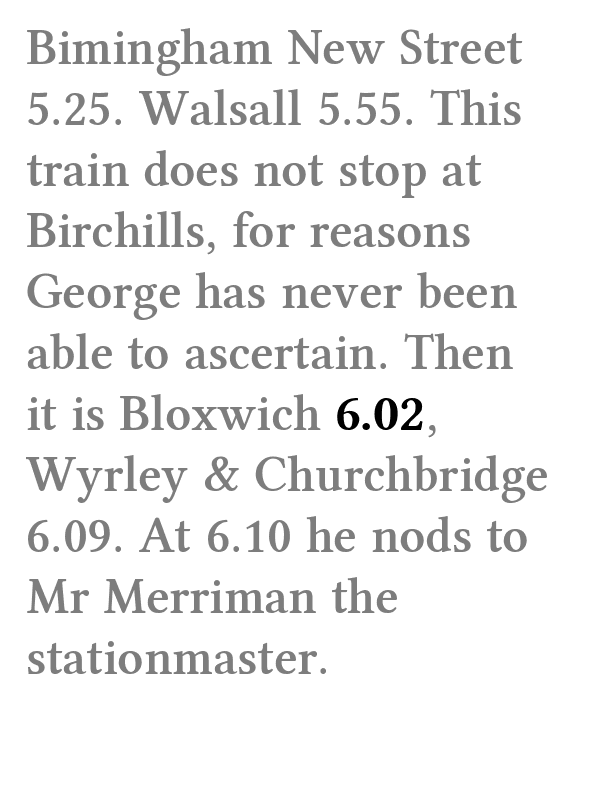 Bimingham New Street
5.25. Walsall 5.55. This
train does not stop at
Birchills, for reasons
George has never been
able to ascertain. Then
it is Bloxwich 6.02,
Wyrley & Churchbridge
6.09. At 6.10 he nods to
Mr Merriman the
stationmaster.